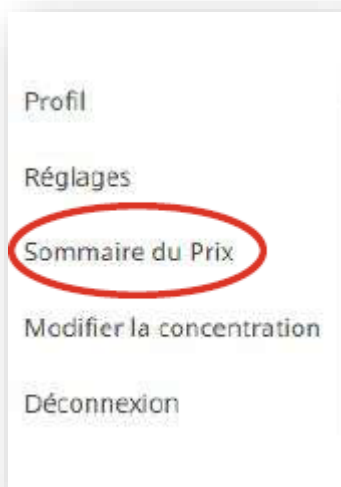 Profil
Réglages
Sommaire du Prix
Modifier la concentration
Déconnexion